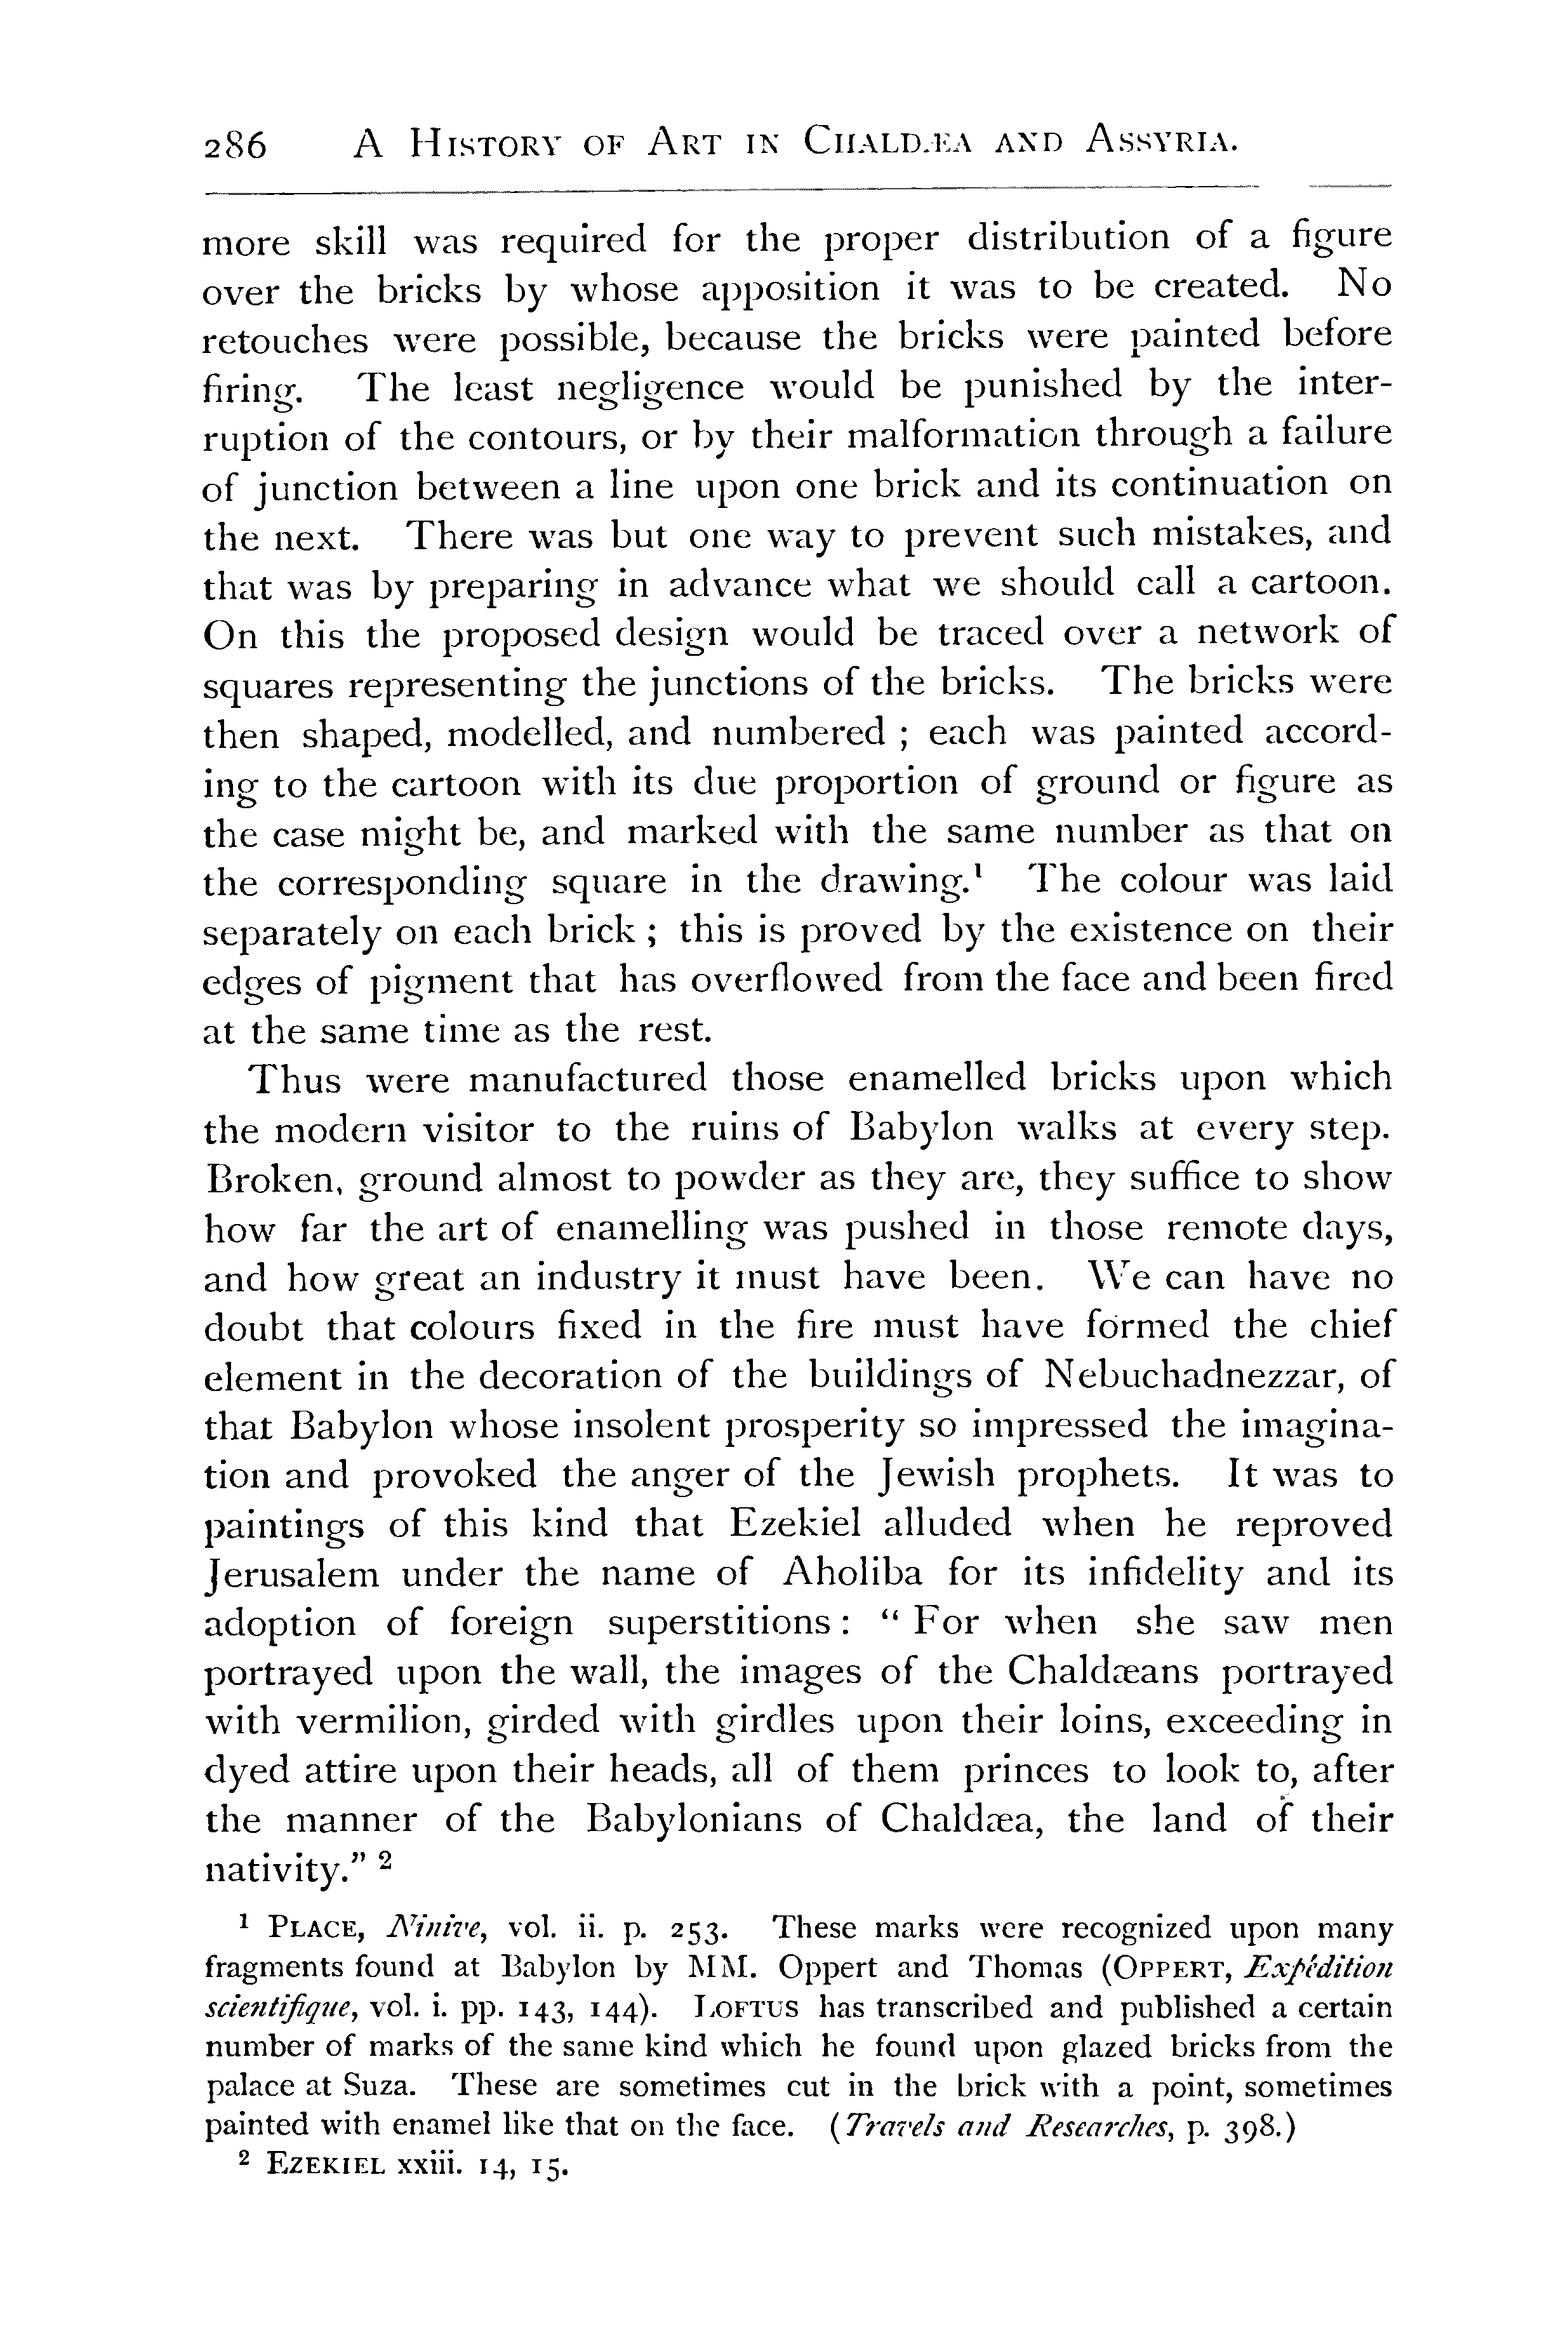 286 A History of Art in Chaldæa and Assyria.
more skill was required for the proper distribution of a figure
over the bricks by whose apposition it was to be created. No
retouches were possible, because the bricks were painted before
firing. The least negligence would be punished by the inter-
ruption of the contours, or by their malformation through a failure
of junction between a line upon one brick and its continuation on
the next. There was but one way to prevent such mistakes, and
that was by preparing in advance what we should call a cartoon.
On this the proposed design would be traced over a network of
squares representing the junctions of the bricks. The bricks were
then shaped, modelled, and numbered ; each was painted accord-
ing to the cartoon with its due proportion of ground or figure as
the case might be, and marked with the same number as that on
the corresponding square in the drawing.¹ The colour was laid
separately on each brick ; this is proved by the existence on their
edges of pigment that has overflowed from the face and been fired
at the same time as the rest.
Thus were manufactured those enamelled bricks upon which
the modern visitor to the ruins of Babylon walks at every step.
Broken, ground almost to powder as they are, they suffice to show
how far the art of enamelling was pushed in those remote days,
and how great an industry it must have been. We can have no
doubt that colours fixed in the fire must have formed the chief
element in the decoration of the buildings of Nebuchadnezzar, of
that Babylon whose insolent prosperity so impressed the imagina-
tion and provoked the anger of the Jewish prophets. It was to
paintings of this kind that Ezekiel alluded when he reproved
Jerusalem under the name of Aholiba for its infidelity and its
adoption of foreign superstitions : “ For when she saw men
portrayed upon the wall, the images of the Chaldæans portrayed
with vermilion, girded with girdles upon their loins, exceeding in
dyed attire upon their heads, all of them princes to look to, after
the manner of the Babylonians of Chaldæa, the land of their
nativity.” ²
¹ Place, Ninive, vol. ii. p. 253. These marks were recognized upon many
fragments found at Babylon by MM. Oppert and Thomas (Oppert, Expédition
scientifique, vol. i. pp. 143, 144). Loftus has transcribed and published a certain
number of marks of the same kind which he found upon glazed bricks from the
palace at Suza. These are sometimes cut in the brick with a point, sometimes
painted with enamel like that on the face. (Travels and Researches, p. 398.)
² Ezekiel xxiii. 14, 15.